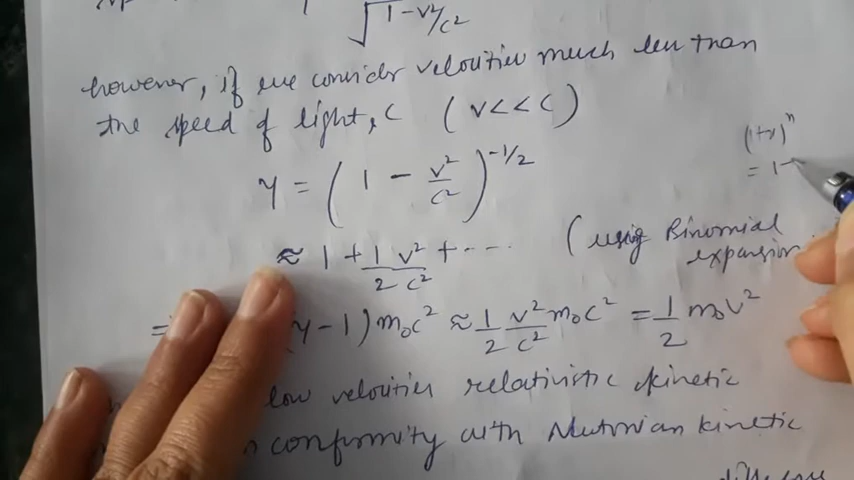 √1-v²/c²
however, if we consider velocities much less than
the speed of light, c (v<<c)
γ = (1 - v²/c²)^-1/2
(1+x)^n
= 1-
≈ 1 + 1/2 v²/c² + ---- (using Binomial
expansion
= γ-1)m₀c² ≈ 1/2 v²/c² m₀c² = 1/2 m₀v²
low velocities relativistic kinetic
conformity with Newtonian kinetic